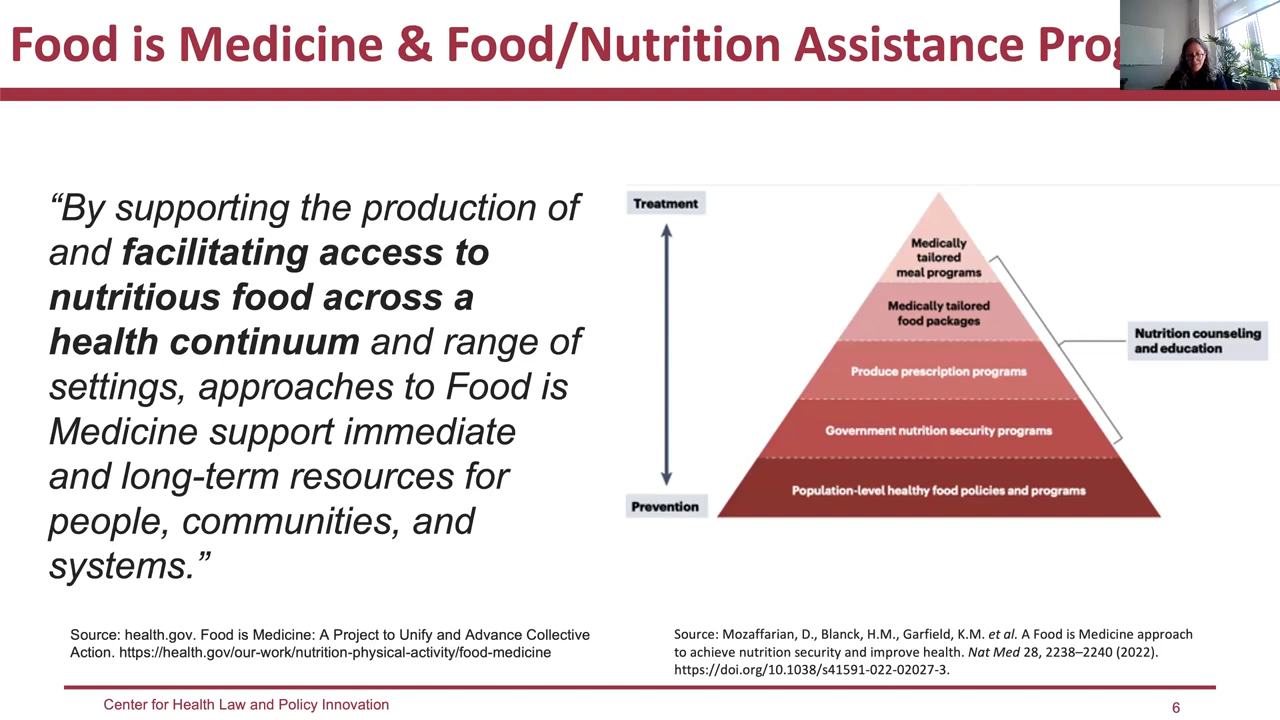 Food is Medicine & Food/Nutrition Assistance
“By supporting the production of
and facilitating access to
nutritious food across a
health continuum and range of
settings, approaches to Food is
Medicine support immediate
and long-term resources for
people, communities, and
systems.”
Treatment
Prevention
Medically
tailored
meal programs
Medically tailored
food packages
Produce prescription programs
Government nutrition security programs
Population-level healthy food policies and programs
Nutrition counseling
and education
Source: health.gov. Food is Medicine: A Project to Unify and Advance Collective
Action. https://health.gov/our-work/nutrition-physical-activity/food-medicine
Source: Mozaffarian, D., Blanck, H.M., Garfield, K.M. et al. A Food is Medicine approach
to achieve nutrition security and improve health. Nat Med 28, 2238–2240 (2022).
https://doi.org/10.1038/s41591-022-02027-3.
Center for Health Law and Policy Innovation
6